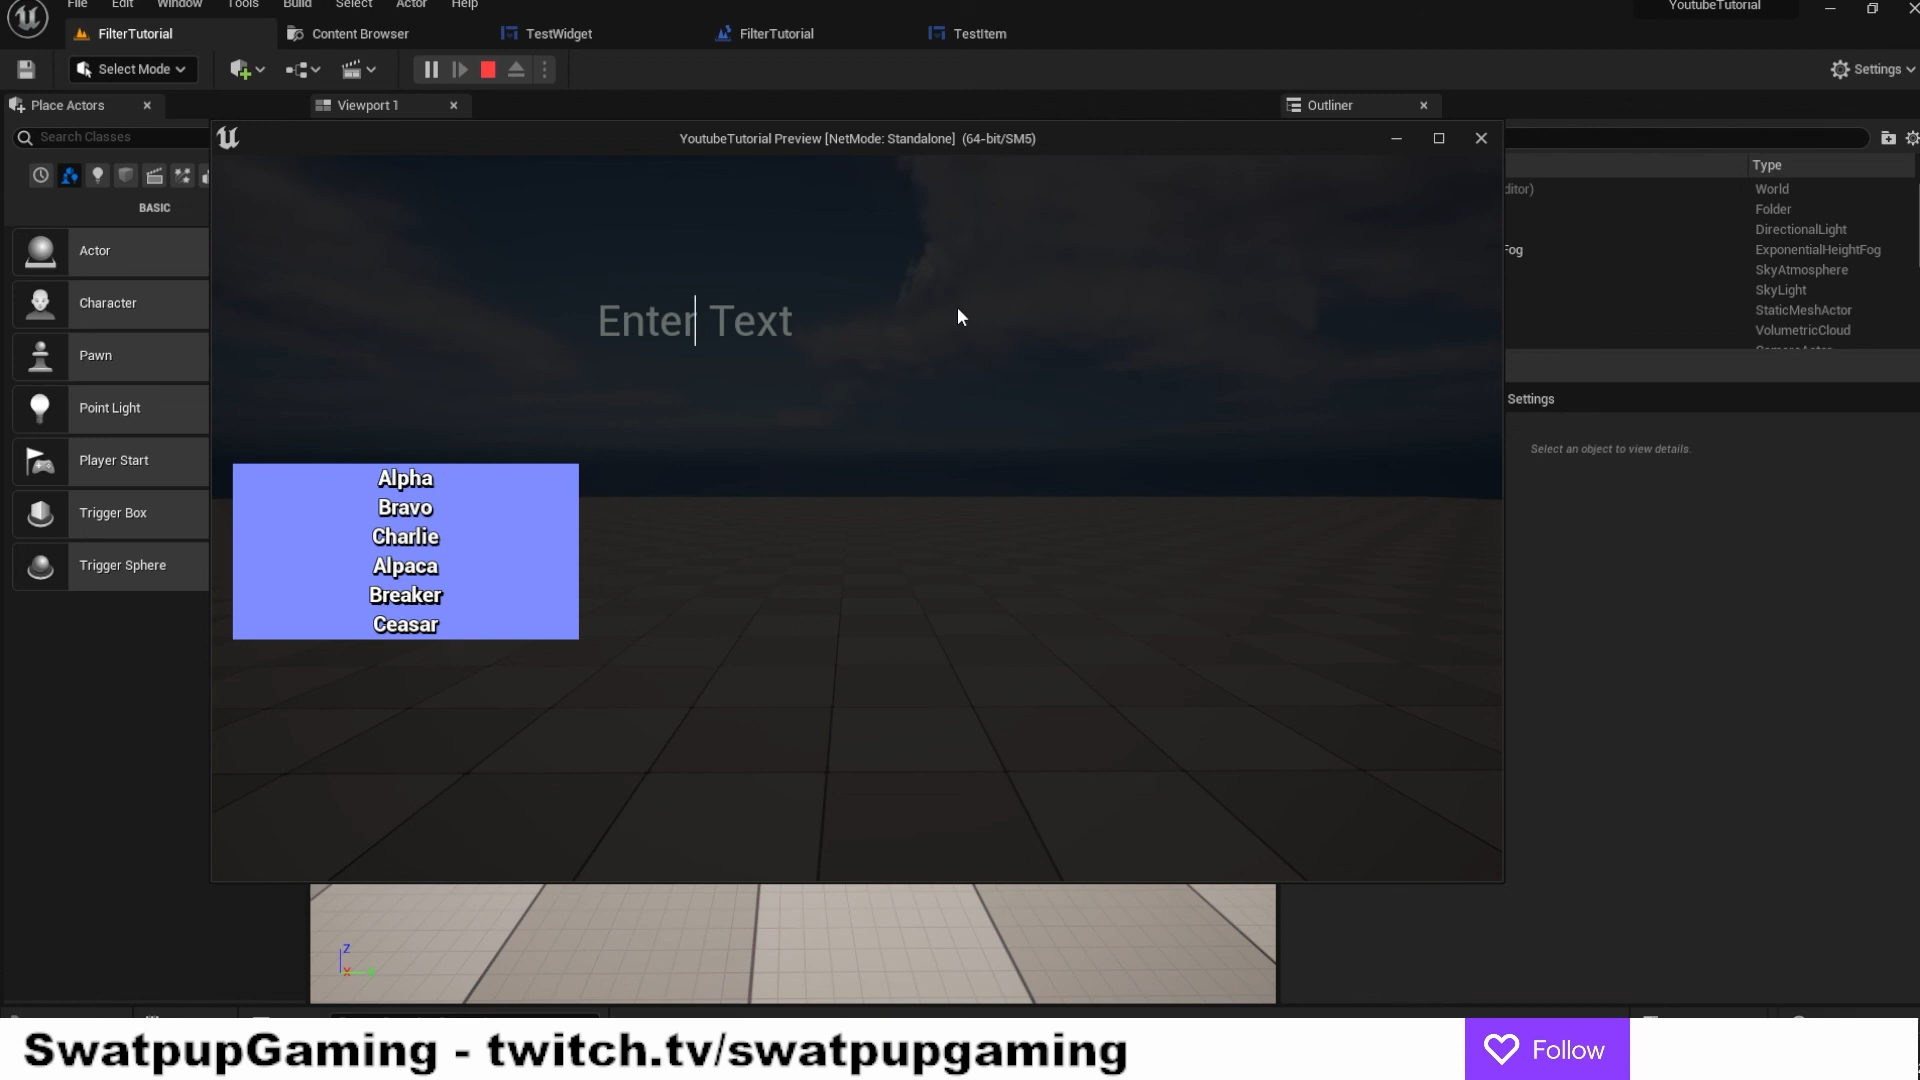 File Edit Window Tools Build Select Actor Help
YoutubeTutorial
FilterTutorial
Content Browser
TestWidget
FilterTutorial
TestItem
Select Mode
Settings
Place Actors
Viewport 1
Outliner
Search Classes
YoutubeTutorial Preview [NetMode: Standalone] (64-bit/SM5)
Type
BASIC
ditor) World
Folder
DirectionalLight
Fog ExponentialHeightFog
SkyAtmosphere
SkyLight
StaticMeshActor
VolumetricCloud
CameraActor
Actor
Character
Pawn
Point Light
Player Start
Trigger Box
Trigger Sphere
Enter Text
Settings
Select an object to view details.
Alpha
Bravo
Charlie
Alpaca
Breaker
Ceasar
Z
X
SwatpupGaming - twitch.tv/swatpupgaming
Follow